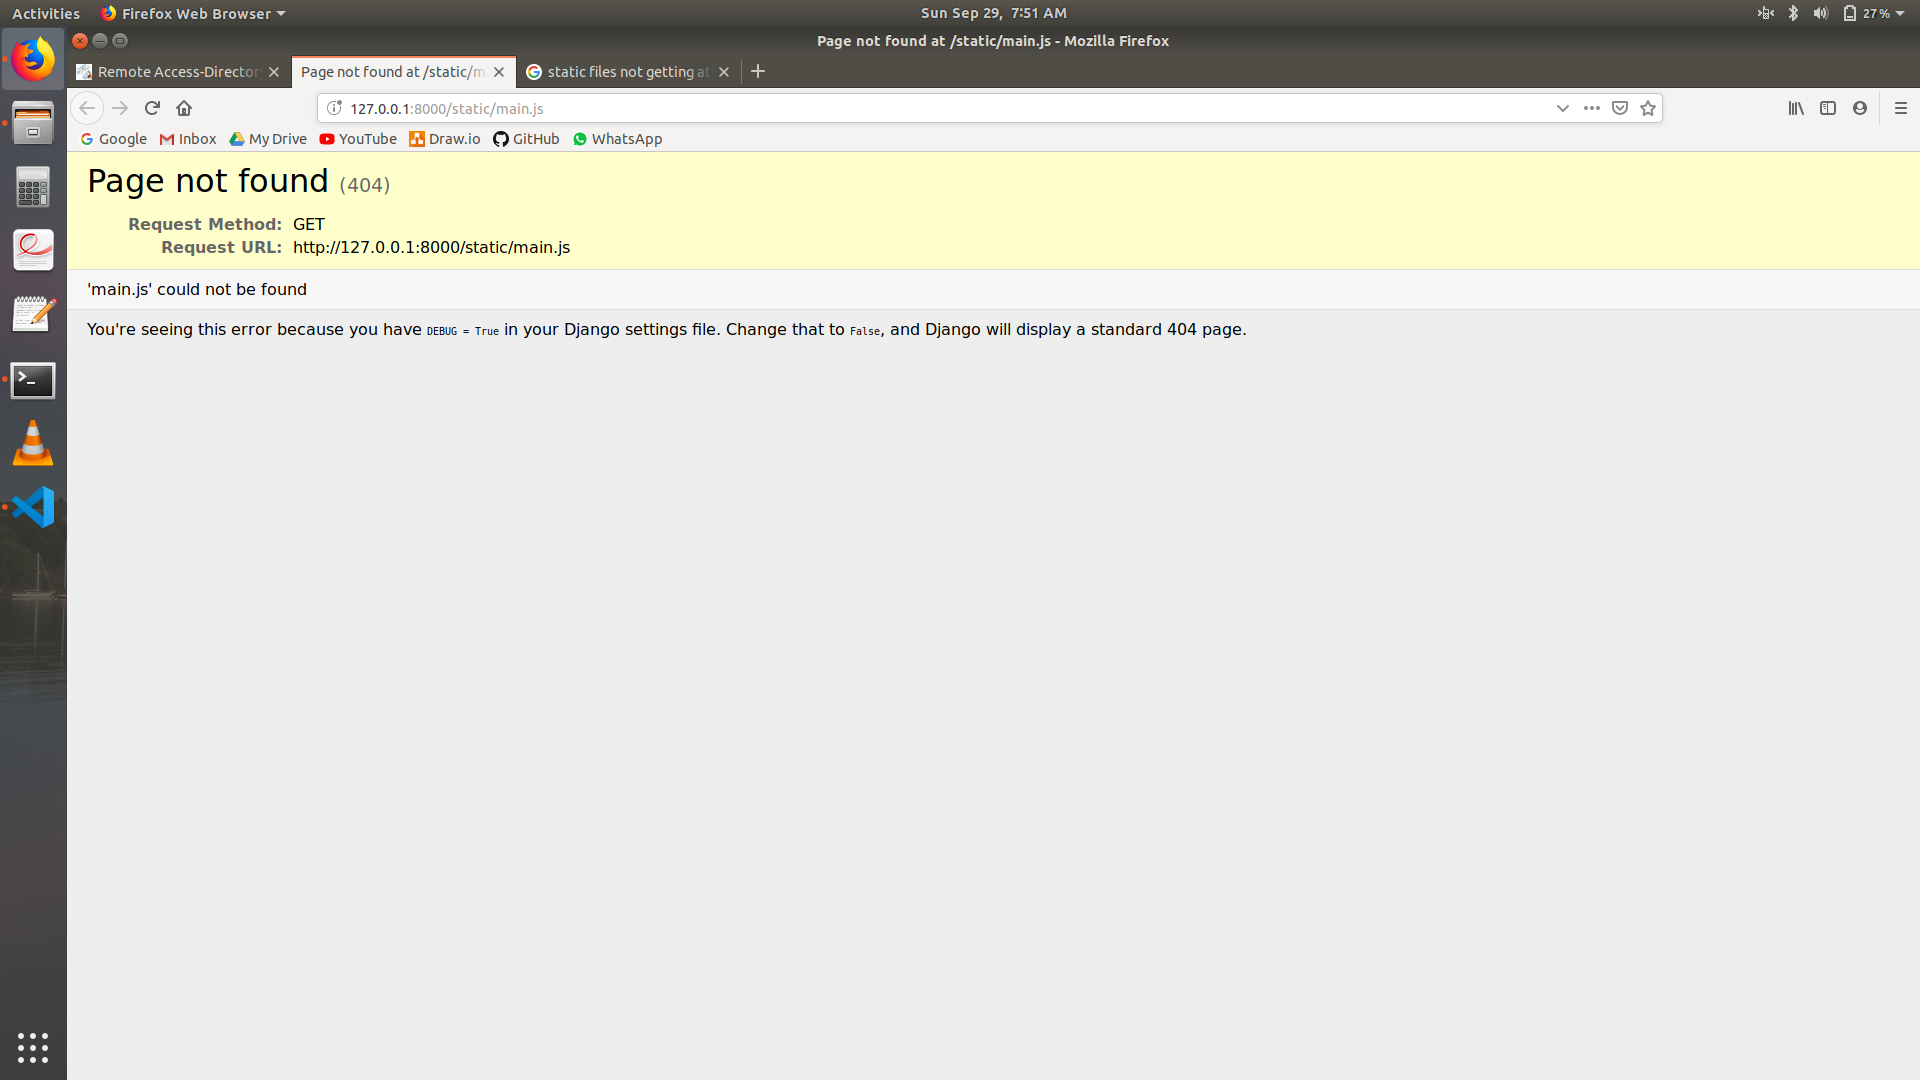 Activities
Firefox Web Browser
Sun Sep 29, 7:51 AM
27 %
Page not found at /static/main.js - Mozilla Firefox
Remote Access-Director
Page not found at /static/m
static files not getting at
127.0.0.1:8000/static/main.js
Google
Inbox
My Drive
YouTube
Draw.io
GitHub
WhatsApp
Page not found (404)
Request Method: GET
Request URL: http://127.0.0.1:8000/static/main.js
'main.js' could not be found
You're seeing this error because you have DEBUG = True in your Django settings file. Change that to False, and Django will display a standard 404 page.